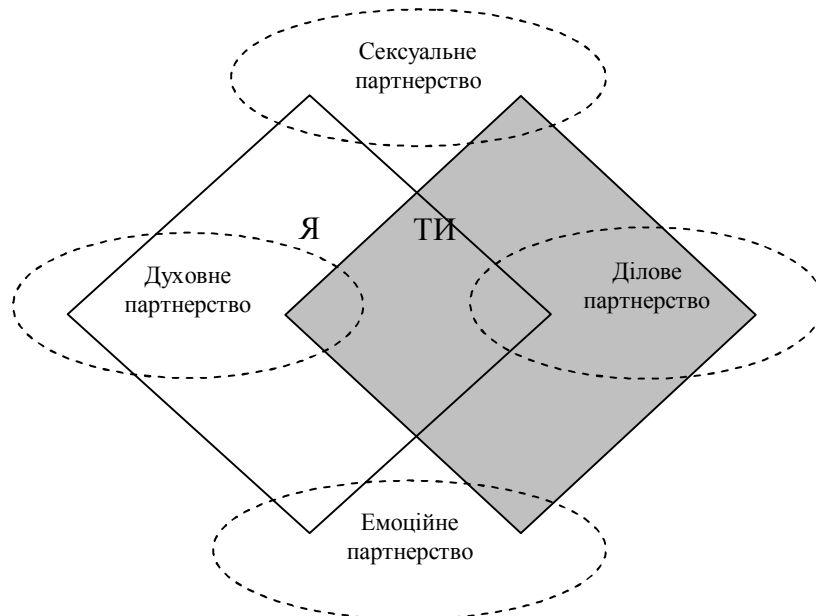 Сексуальне
партнерство
Я
ТИ
Духовне
партнерство
Ділове
партнерство
Емоційне
партнерство